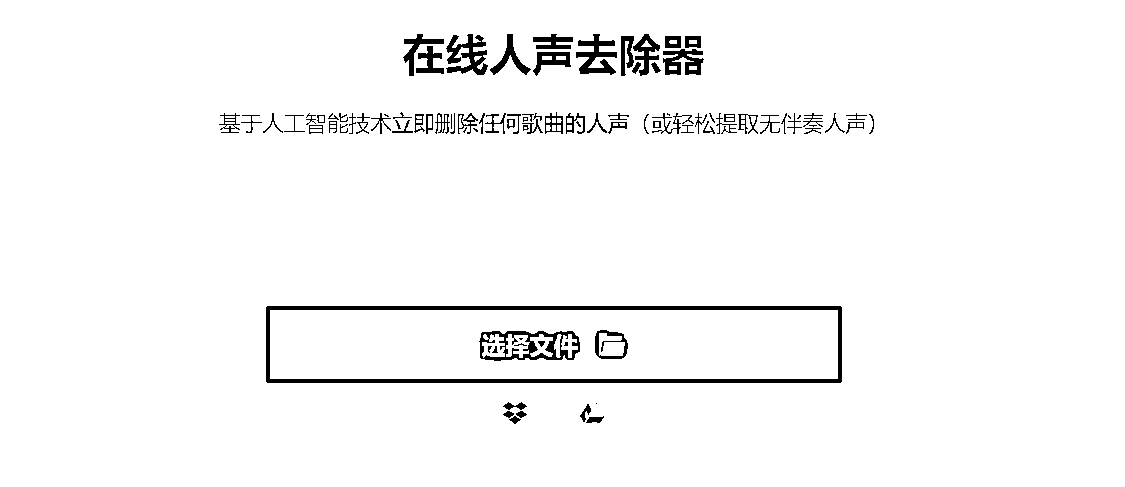 在线人声去除器
基于人工智能技术立即删除任何歌曲的人声（或轻松提取无伴奏人声）
选择文件